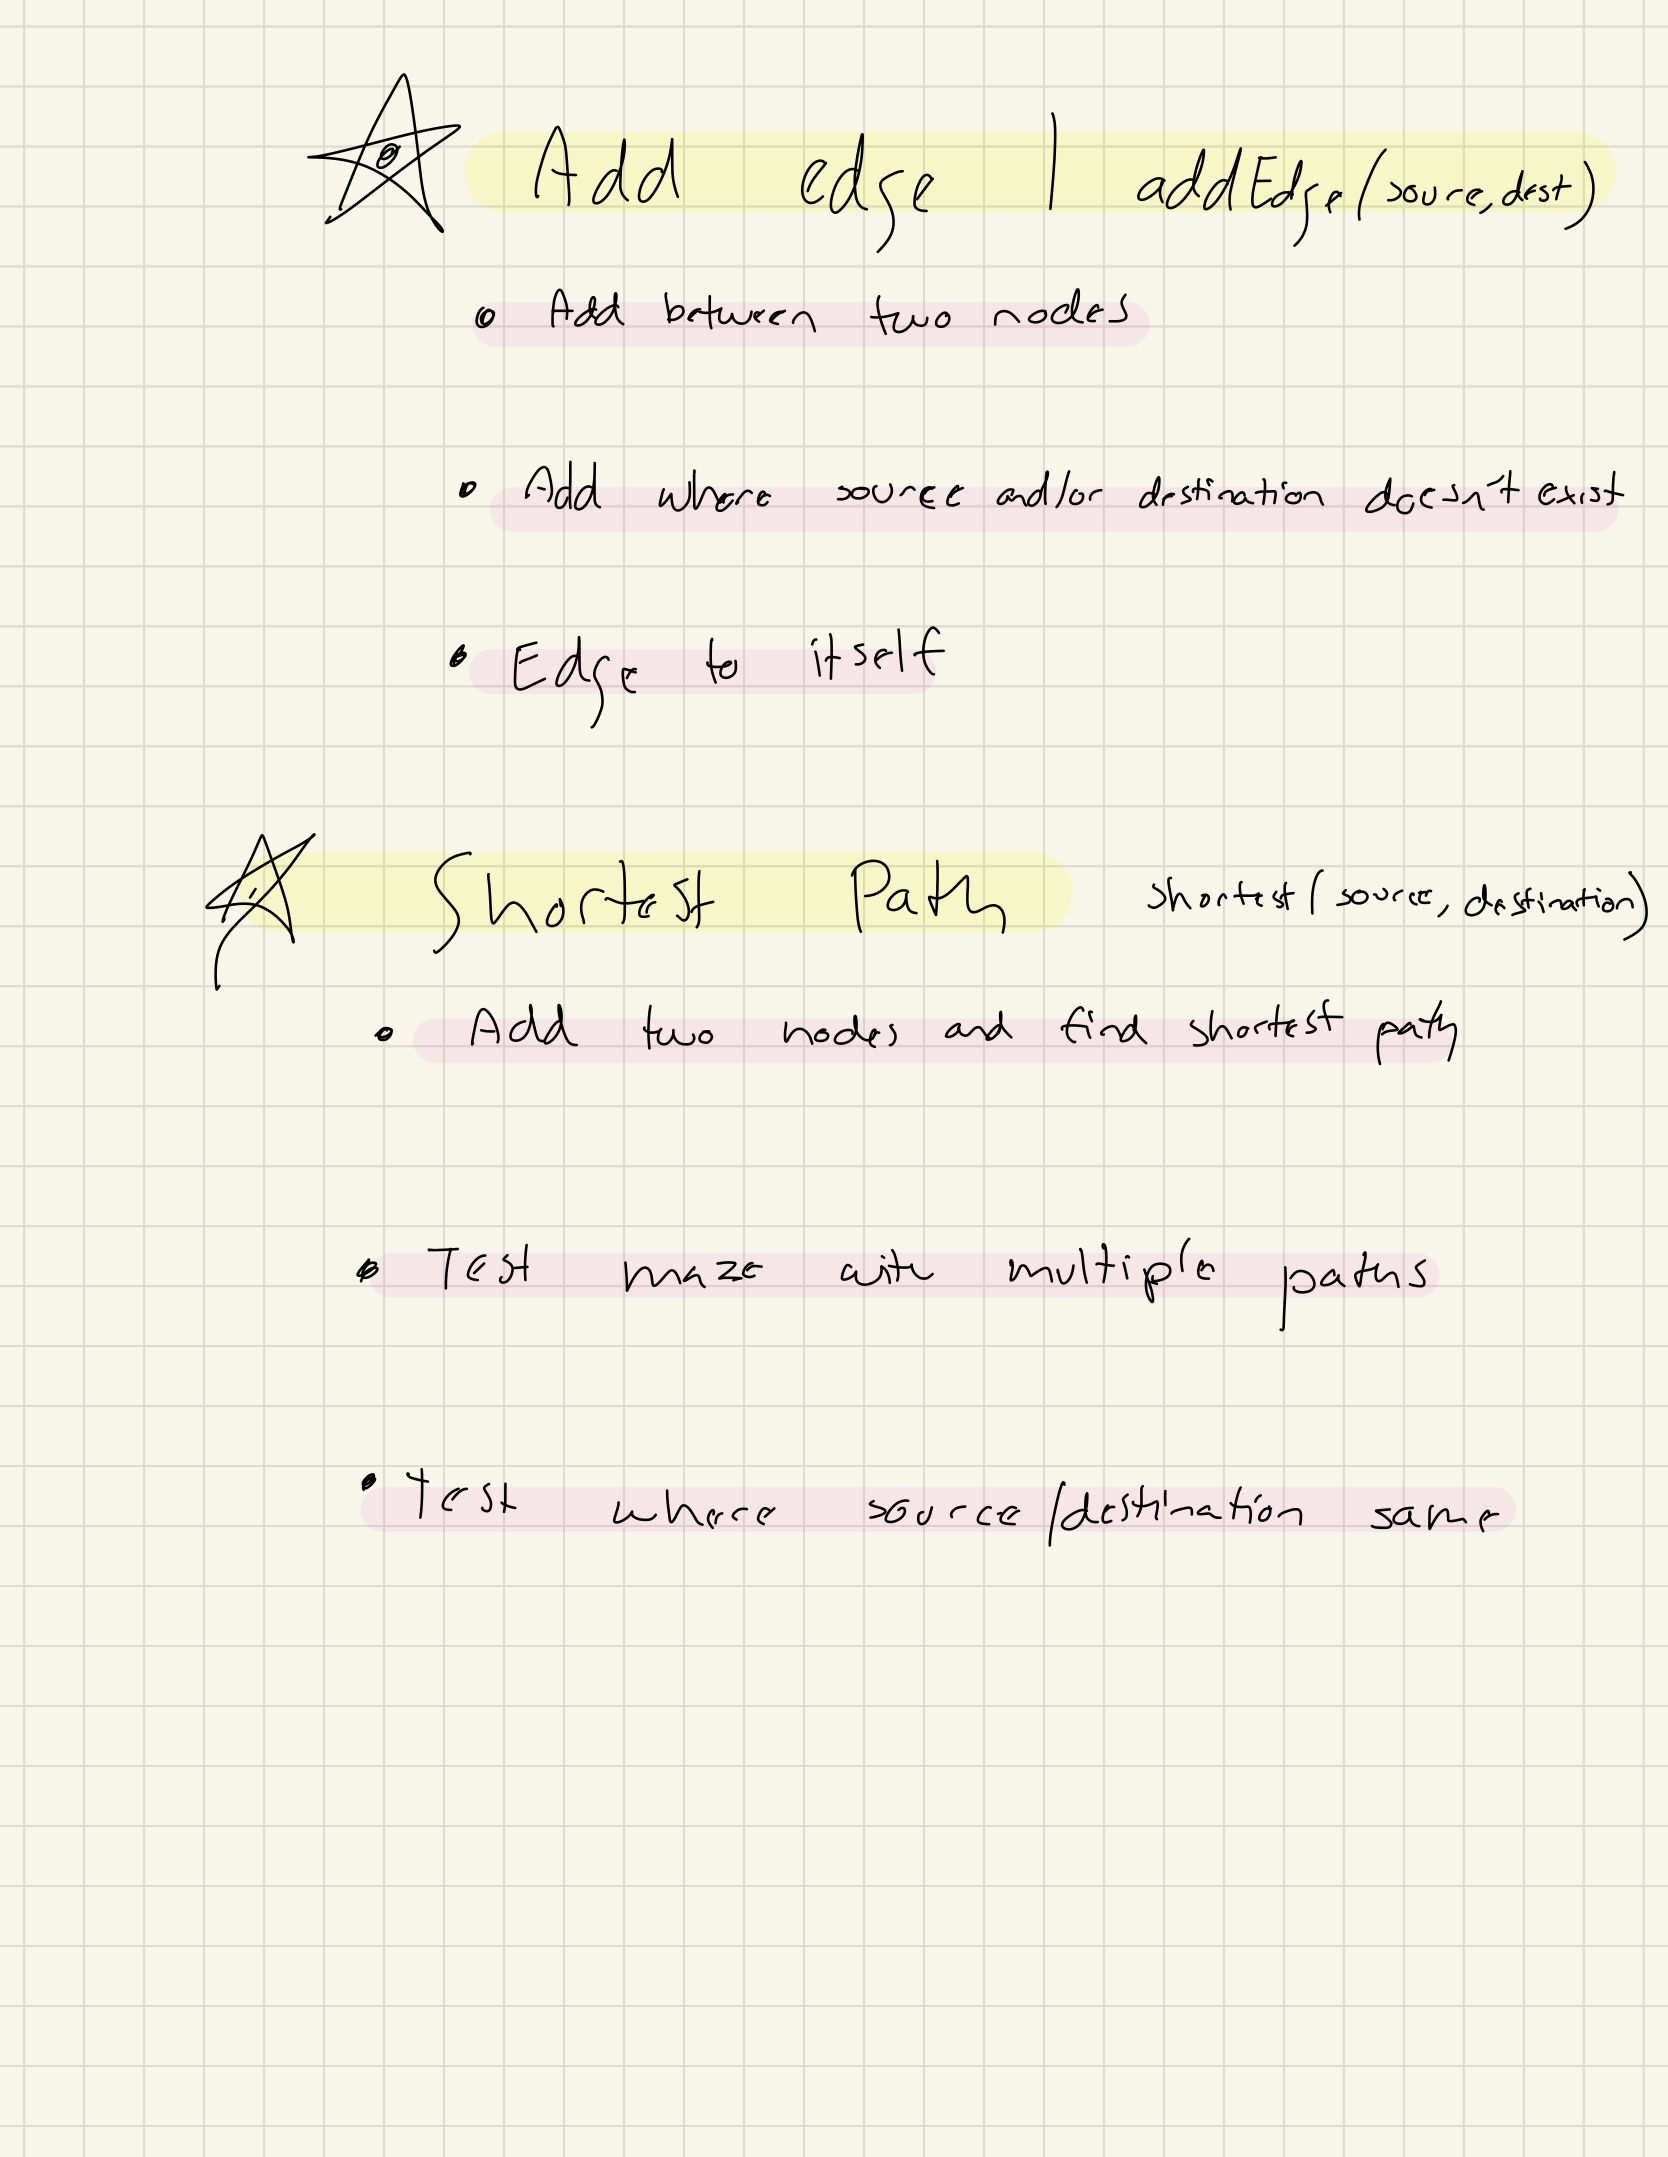 Add edge | addEdge(soure, dest)
• Add between two nodes
• Add where source and/or destination doesn't exist
• Edge to itself
Shortest Path shortest(source, destination)
• Add two nodes and find shortest path
• Test maze with multiple paths
• Test where source/destination same